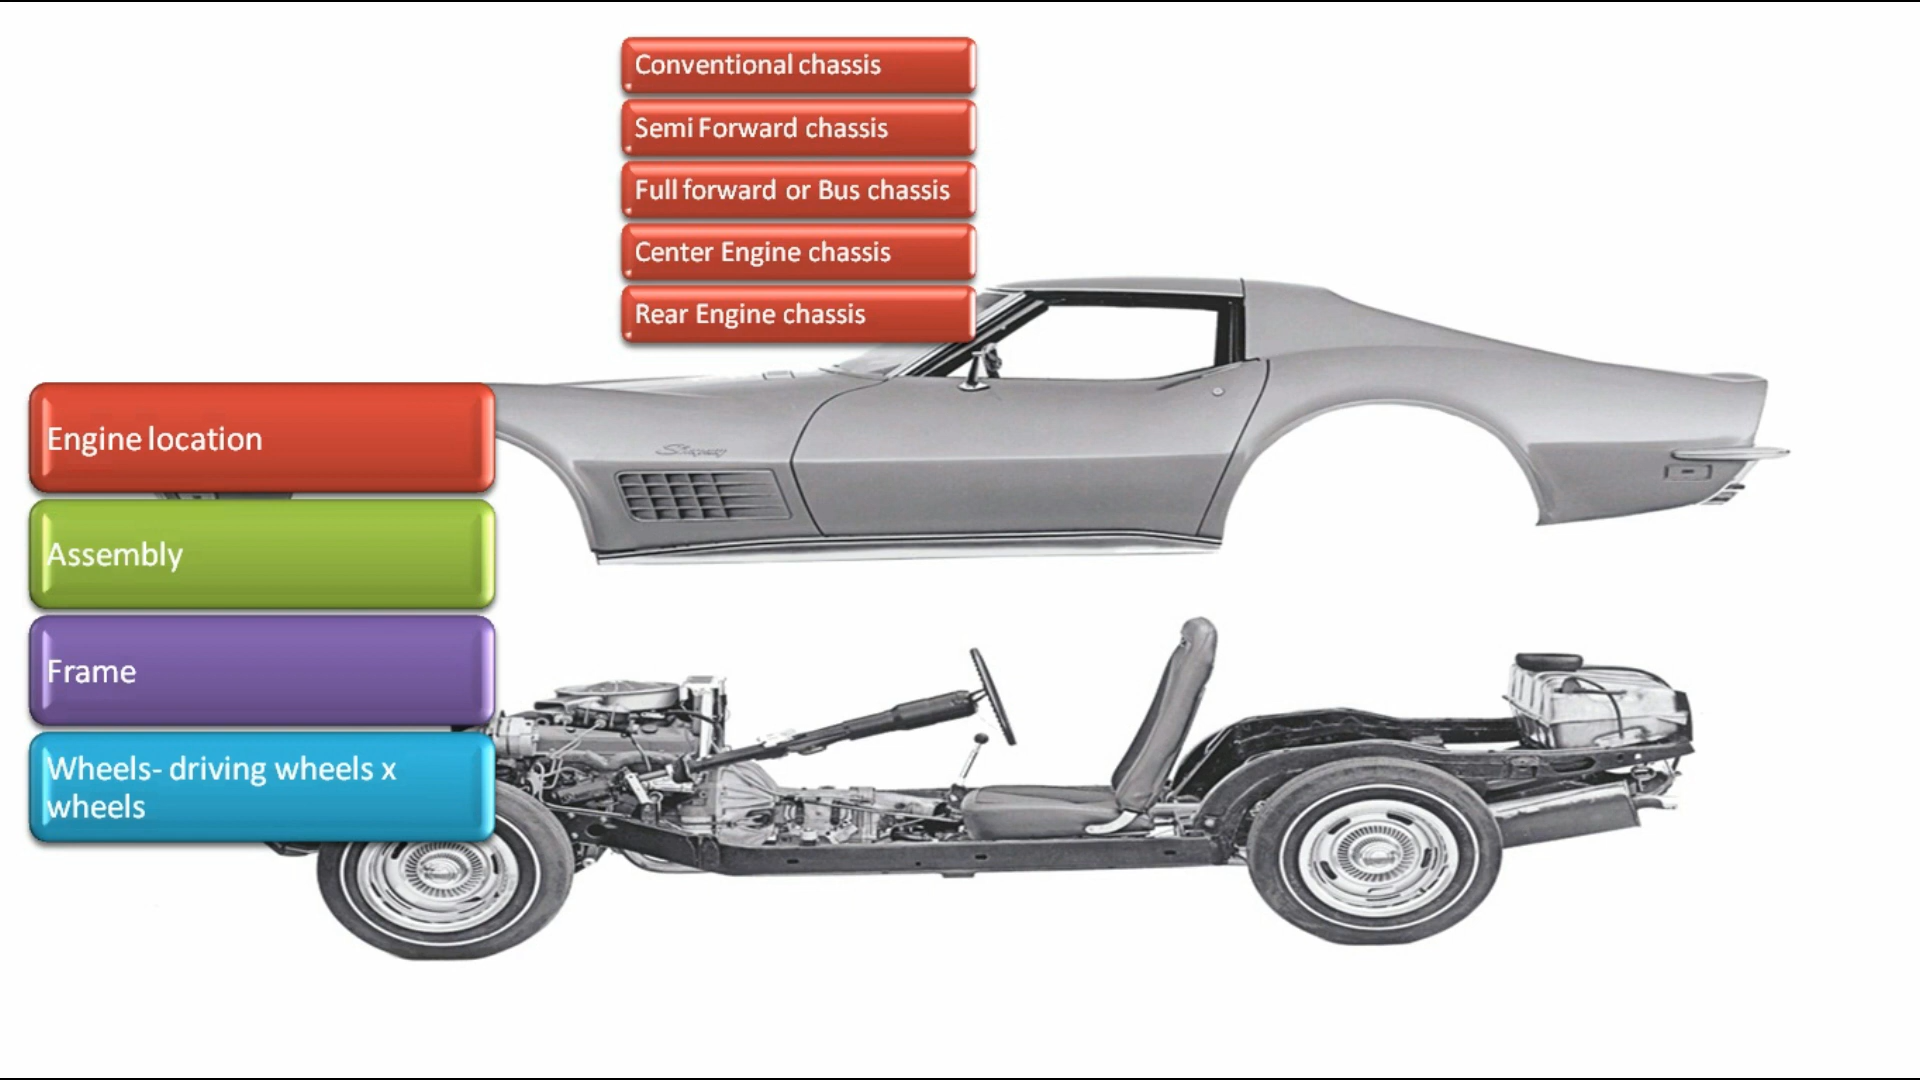 Conventional chassis
Semi Forward chassis
Full forward or Bus chassis
Center Engine chassis
Rear Engine chassis
Engine location
Stingray
Assembly
Frame
Wheels- driving wheels x
wheels